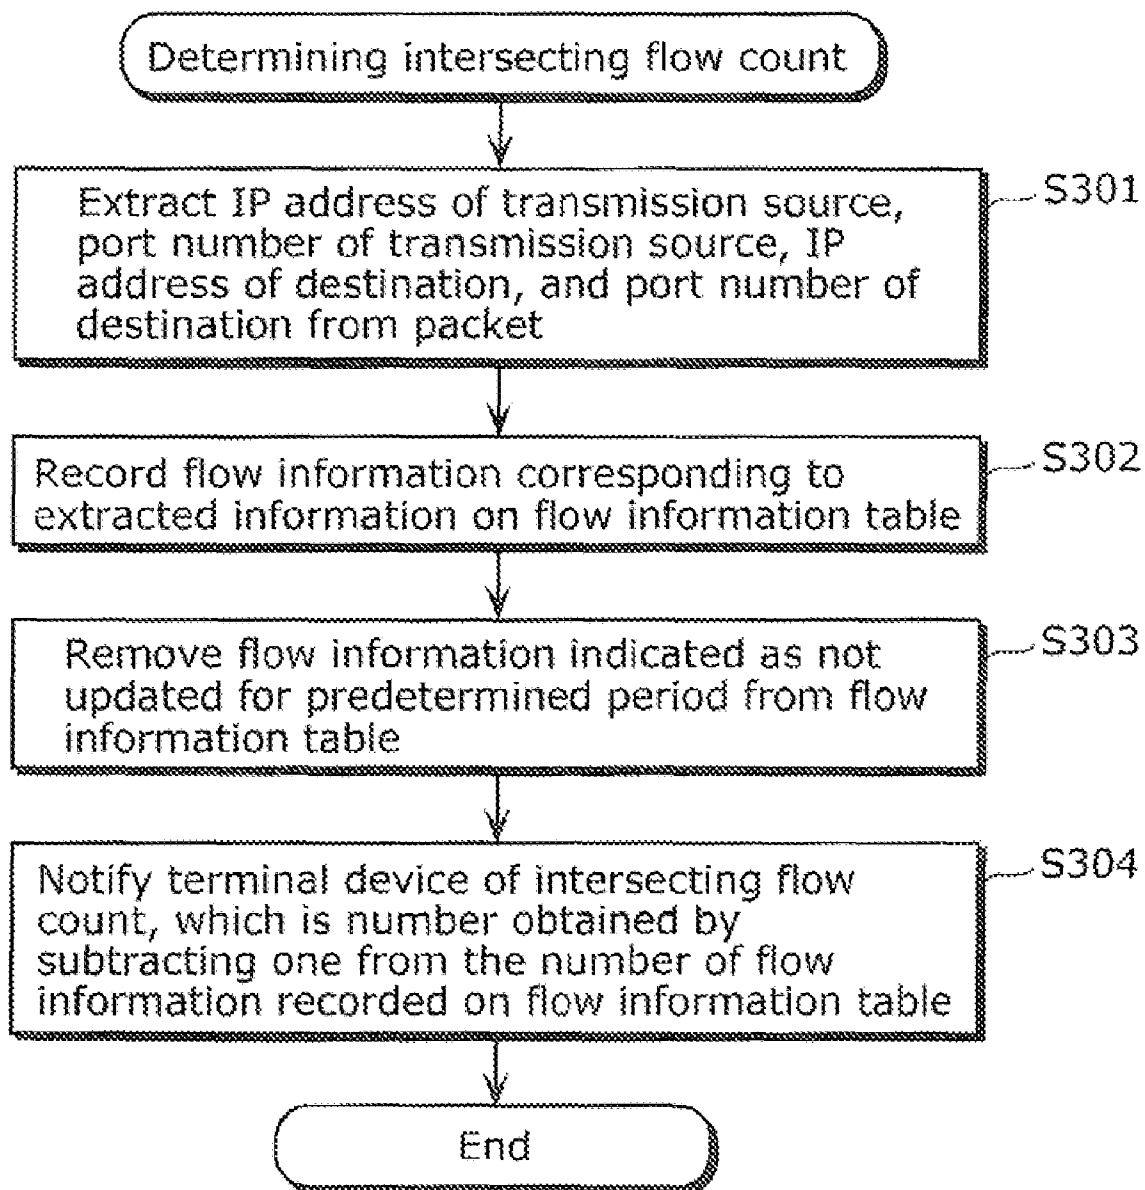 Determining intersecting flow count
Extract IP address of transmission source,
port number of transmission source, IP
address of destination, and port number of
destination from packet
S301
Record flow information corresponding to
extracted information on flow information table
S302
Remove flow information indicated as not
updated for predetermined period from flow
information table
S303
Notify terminal device of intersecting flow
count, which is number obtained by
subtracting one from the number of flow
information recorded on flow information table
S304
End